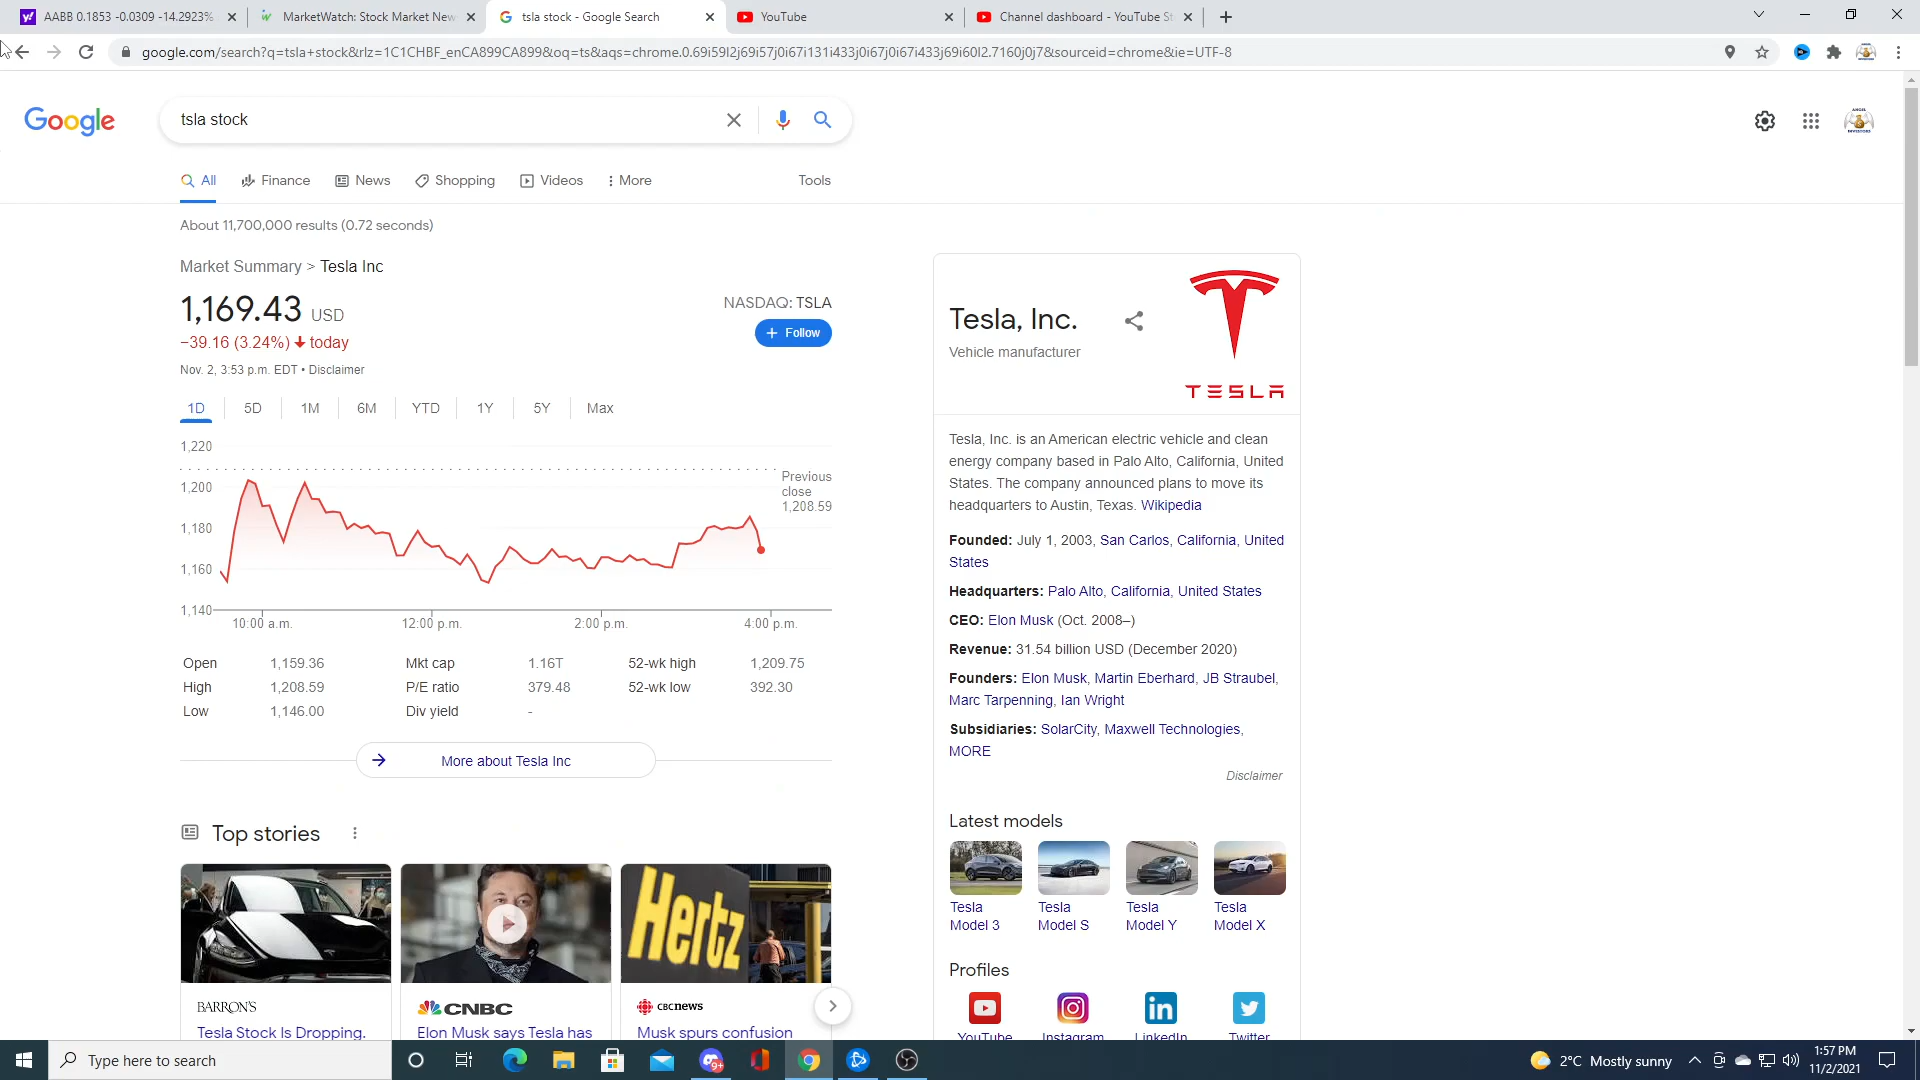 AABB 0.1853 -0.0309 -14.2923%
MarketWatch: Stock Market New
tsla stock - Google Search
YouTube
Channel dashboard - YouTube St
google.com/search?q=tsla+stock&rlz=1C1CHBF_enCA899CA899&oq=ts&aqs=chrome.0.69i59l2j69i57j0i67i131i433j0i67j0i67i433j69i60l2.7160j0j7&sourceid=chrome&ie=UTF-8
Google
tsla stock
All
Finance
News
Shopping
Videos
More
Tools
About 11,700,000 results (0.72 seconds)
Market Summary > Tesla Inc
1,169.43 USD
NASDAQ: TSLA
+ Follow
−39.16 (3.24%) today
Nov. 2, 3:53 p.m. EDT • Disclaimer
1D 5D 1M 6M YTD 1Y 5Y Max
1,220
1,200
1,180
1,160
1,140
Previous
close
1,208.59
10:00 a.m. 12:00 p.m. 2:00 p.m. 4:00 p.m.
Open 1,159.36 Mkt cap 1.16T 52-wk high 1,209.75
High 1,208.59 P/E ratio 379.48 52-wk low 392.30
Low 1,146.00 Div yield -
More about Tesla Inc
Top stories
Hertz
BARRON'S
Tesla Stock Is Dropping.
CNBC
Elon Musk says Tesla has
CBCNEWS
Musk spurs confusion
Tesla, Inc.
Vehicle manufacturer
TESLA
Tesla, Inc. is an American electric vehicle and clean
energy company based in Palo Alto, California, United
States. The company announced plans to move its
headquarters to Austin, Texas. Wikipedia
Founded: July 1, 2003, San Carlos, California, United
States
Headquarters: Palo Alto, California, United States
CEO: Elon Musk (Oct. 2008–)
Revenue: 31.54 billion USD (December 2020)
Founders: Elon Musk, Martin Eberhard, JB Straubel,
Marc Tarpenning, Ian Wright
Subsidiaries: SolarCity, Maxwell Technologies,
MORE
Disclaimer
Latest models
Tesla
Model 3
Tesla
Model S
Tesla
Model Y
Tesla
Model X
Profiles
YouTube
Instagram
LinkedIn
Twitter
Type here to search
9+
2°C Mostly sunny
1:57 PM
11/2/2021